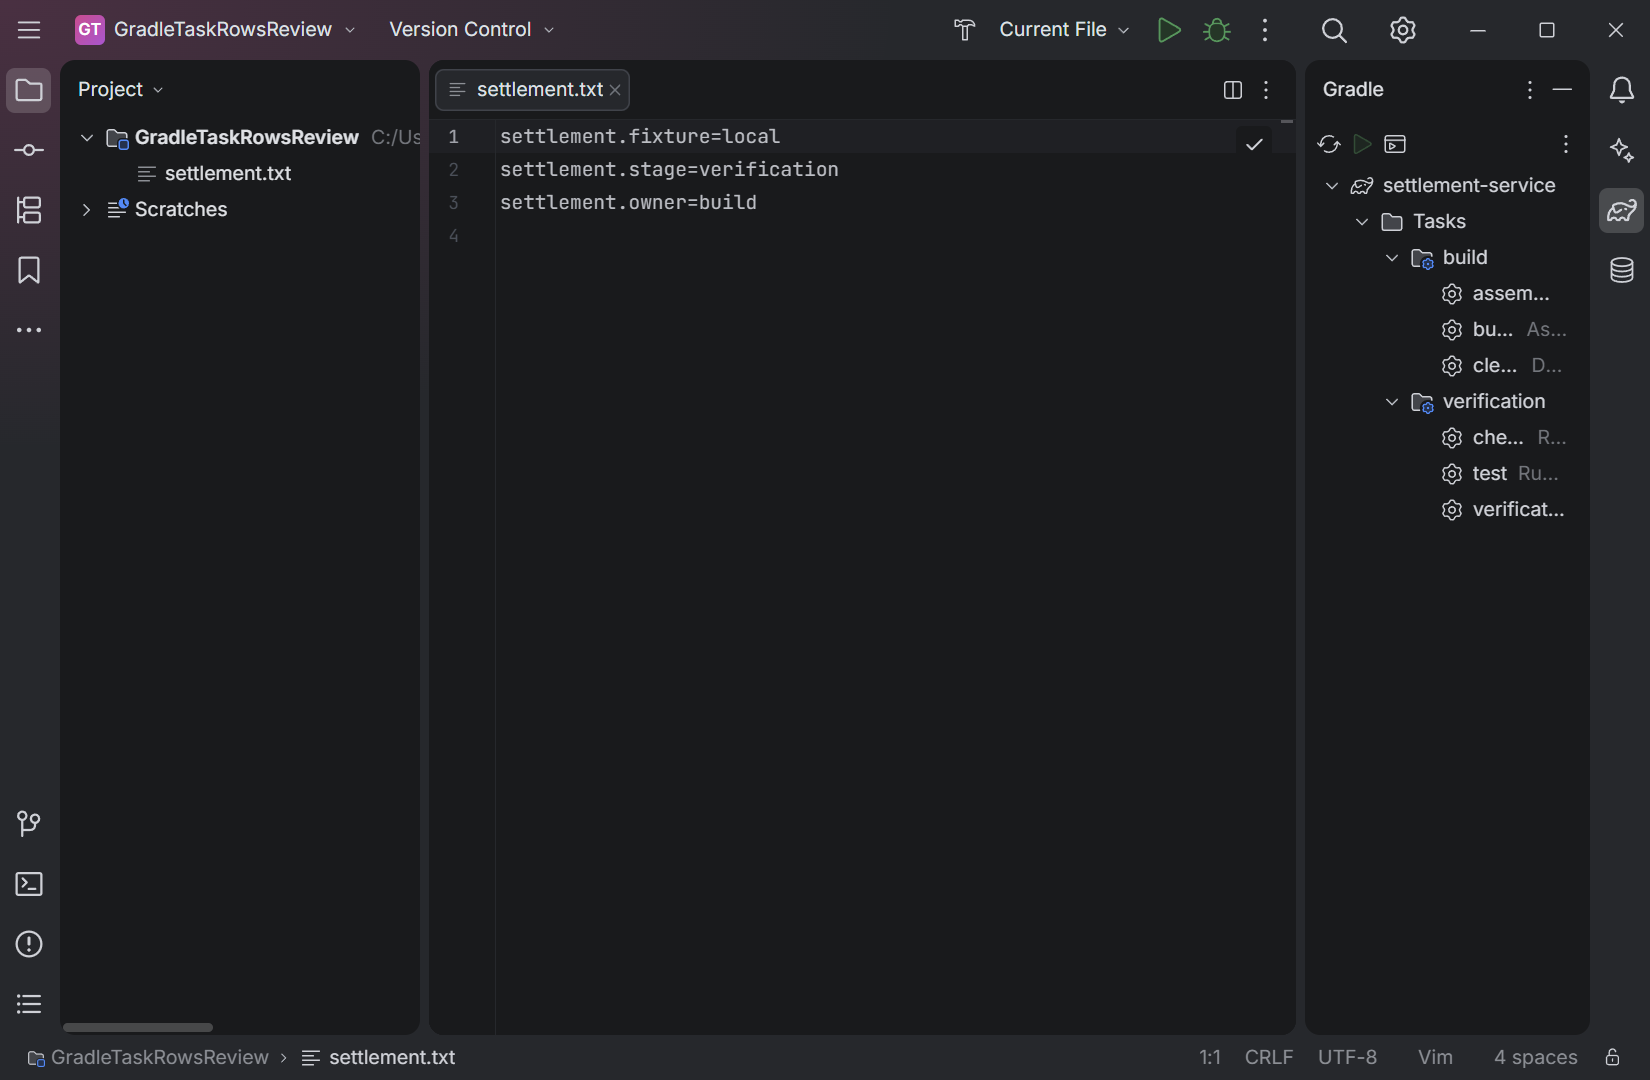 GT GradleTaskRowsReview Version Control Current File
Project
GradleTaskRowsReview C:/Us
settlement.txt
Scratches
settlement.txt
1 settlement.fixture=local
2 settlement.stage=verification
3 settlement.owner=build
4
Gradle
settlement-service
Tasks
build
assem...
bu... As...
cle... D...
verification
che... R...
test Ru...
verificat...
GradleTaskRowsReview settlement.txt 1:1 CRLF UTF-8 Vim 4 spaces